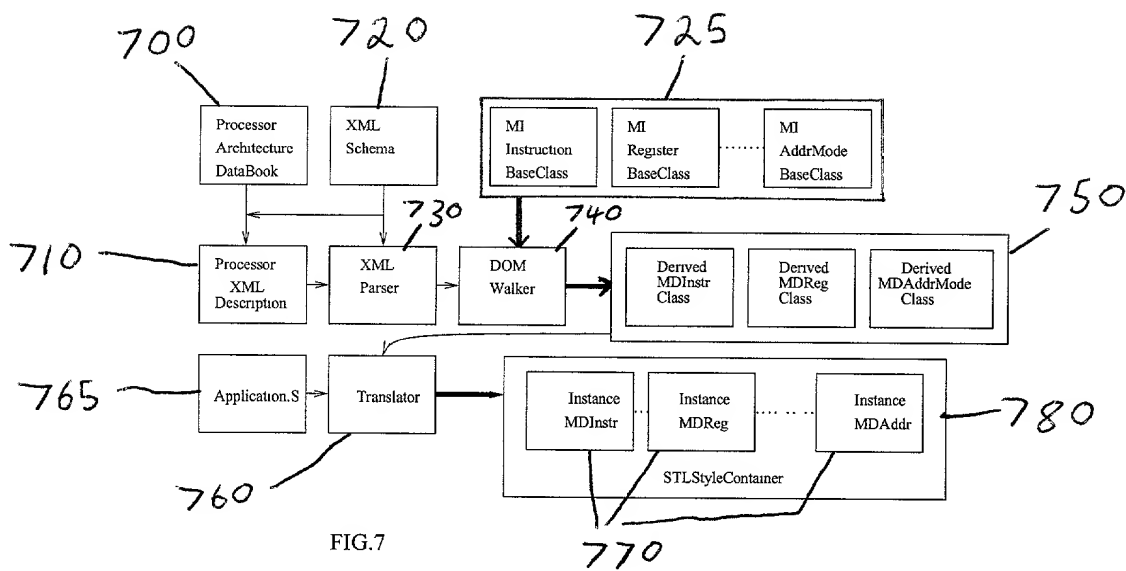 700
720
725
Processor
Architecture
DataBook
XML
Schema
MI
Instruction
BaseClass
MI
Register
BaseClass
MI
AddrMode
BaseClass
710
730
740
750
Processor
XML
Description
XML
Parser
DOM
Walker
Derived
MDInstr
Class
Derived
MDReg
Class
Derived
MDAddrMode
Class
765
Application.S
Translator
760
Instance
MDInstr
Instance
MDReg
Instance
MDAddr
STLStyleContainer
780
770
FIG.7